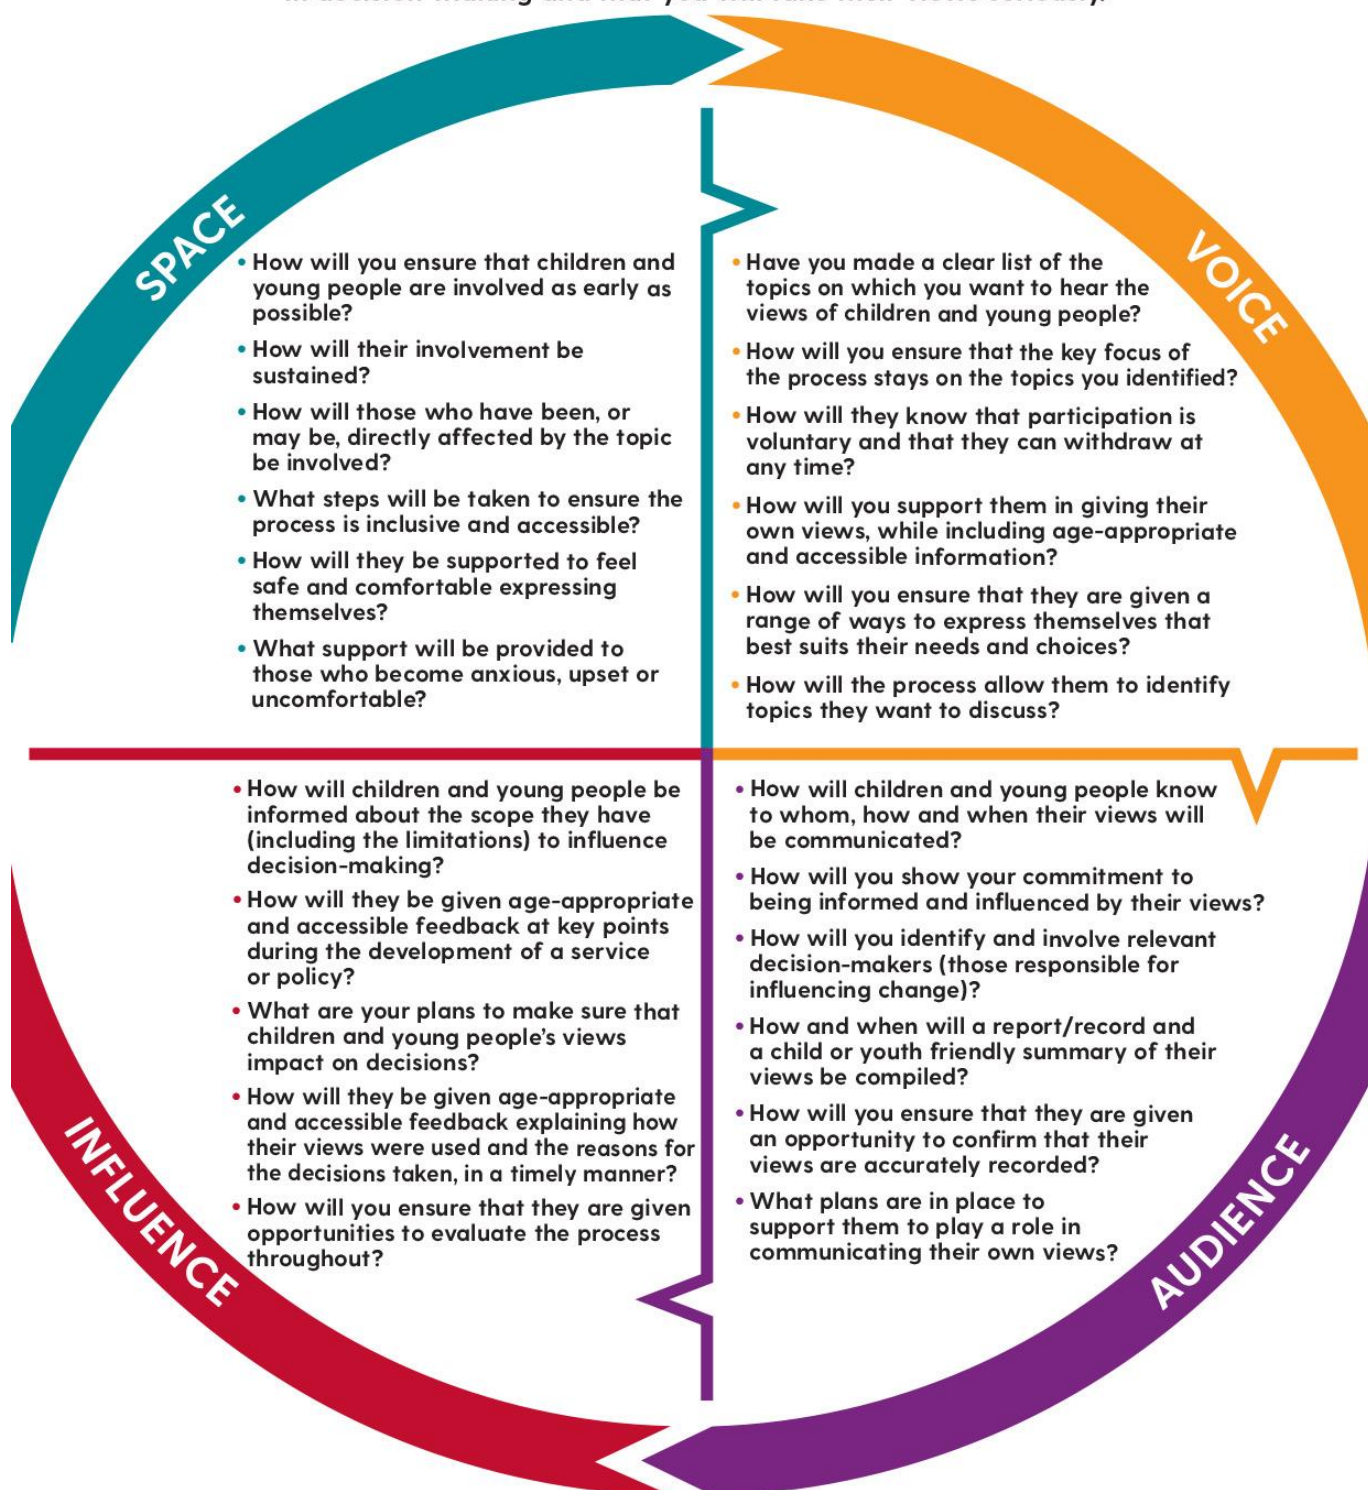 SPACE
• How will you ensure that children and
young people are involved as early as
possible?
• How will their involvement be
sustained?
• How will those who have been, or
may be, directly affected by the topic
be involved?
• What steps will be taken to ensure the
process is inclusive and accessible?
• How will they be supported to feel
safe and comfortable expressing
themselves?
• What support will be provided to
those who become anxious, upset or
uncomfortable?
VOICE
• Have you made a clear list of the
topics on which you want to hear the
views of children and young people?
• How will you ensure that the key focus of
the process stays on the topics you identified?
• How will they know that participation is
voluntary and that they can withdraw at
any time?
• How will you support them in giving their
own views, while including age-appropriate
and accessible information?
• How will you ensure that they are given a
range of ways to express themselves that
best suits their needs and choices?
• How will the process allow them to identify
topics they want to discuss?
INFLUENCE
• How will children and young people be
informed about the scope they have
(including the limitations) to influence
decision-making?
• How will they be given age-appropriate
and accessible feedback at key points
during the development of a service
or policy?
• What are your plans to make sure that
children and young people's views
impact on decisions?
• How will they be given age-appropriate
and accessible feedback explaining how
their views were used and the reasons for
the decisions taken, in a timely manner?
• How will you ensure that they are given
opportunities to evaluate the process
throughout?
AUDIENCE
• How will children and young people know
to whom, how and when their views will
be communicated?
• How will you show your commitment to
being informed and influenced by their views?
• How will you identify and involve relevant
decision-makers (those responsible for
influencing change)?
• How and when will a report/record and
a child or youth friendly summary of their
views be compiled?
• How will you ensure that they are given
an opportunity to confirm that their
views are accurately recorded?
• What plans are in place to
support them to play a role in
communicating their own views?